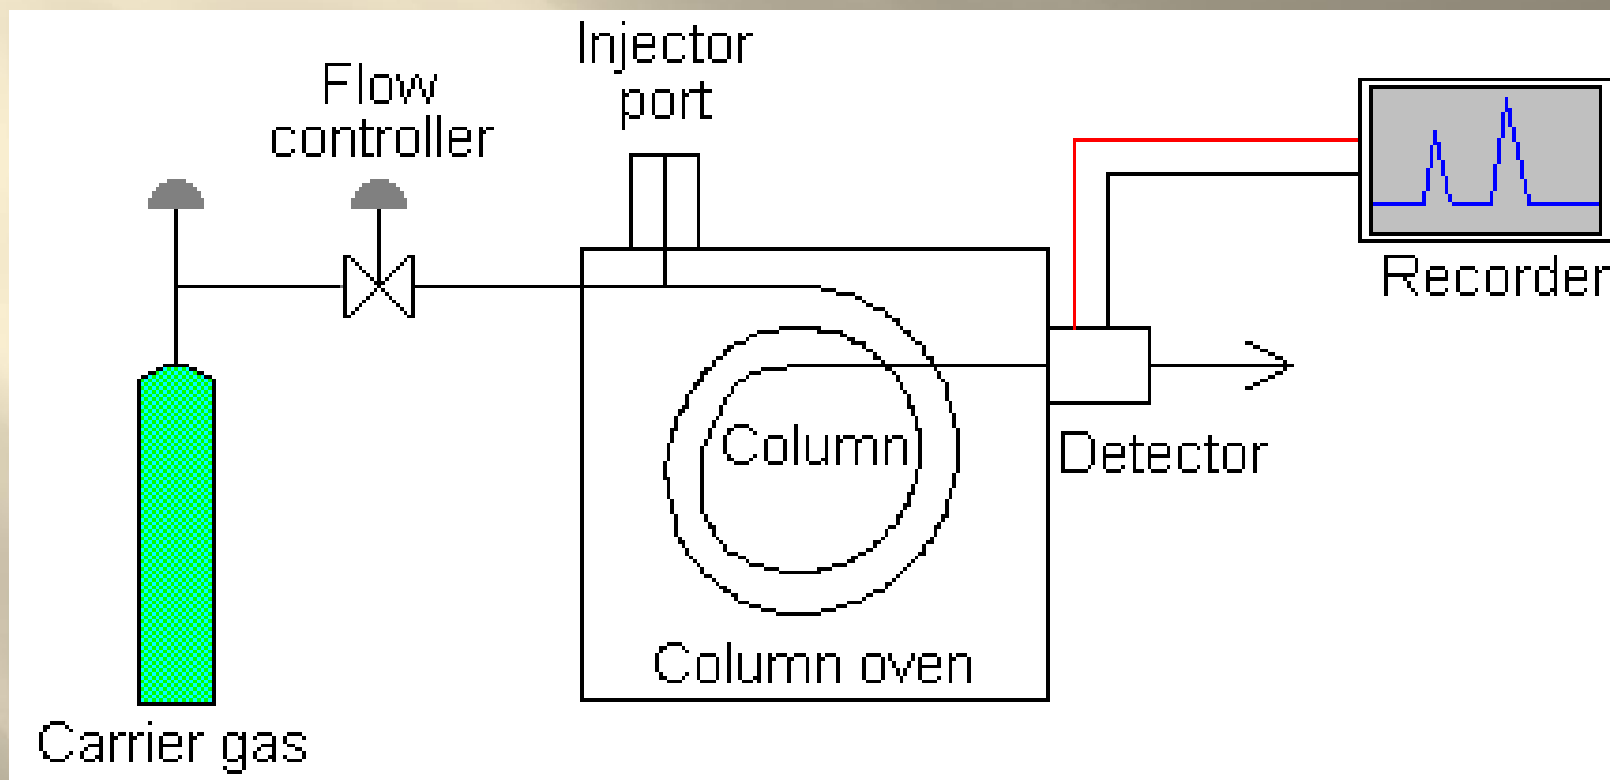 Injector
port
Flow
controller
Recorder
Column
Detector
Column oven
Carrier gas